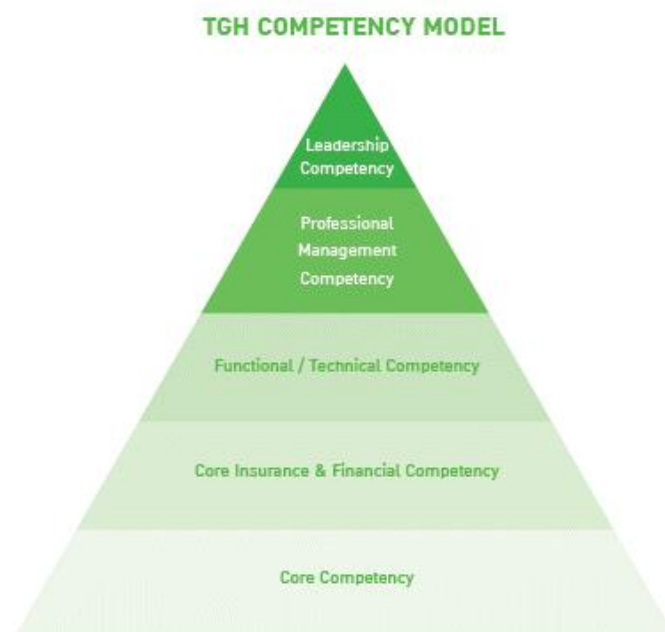 TGH COMPETENCY MODEL
Leadership
Competency
Professional
Management
Competency
Functional / Technical Competency
Core Insurance & Financial Competency
Core Competency